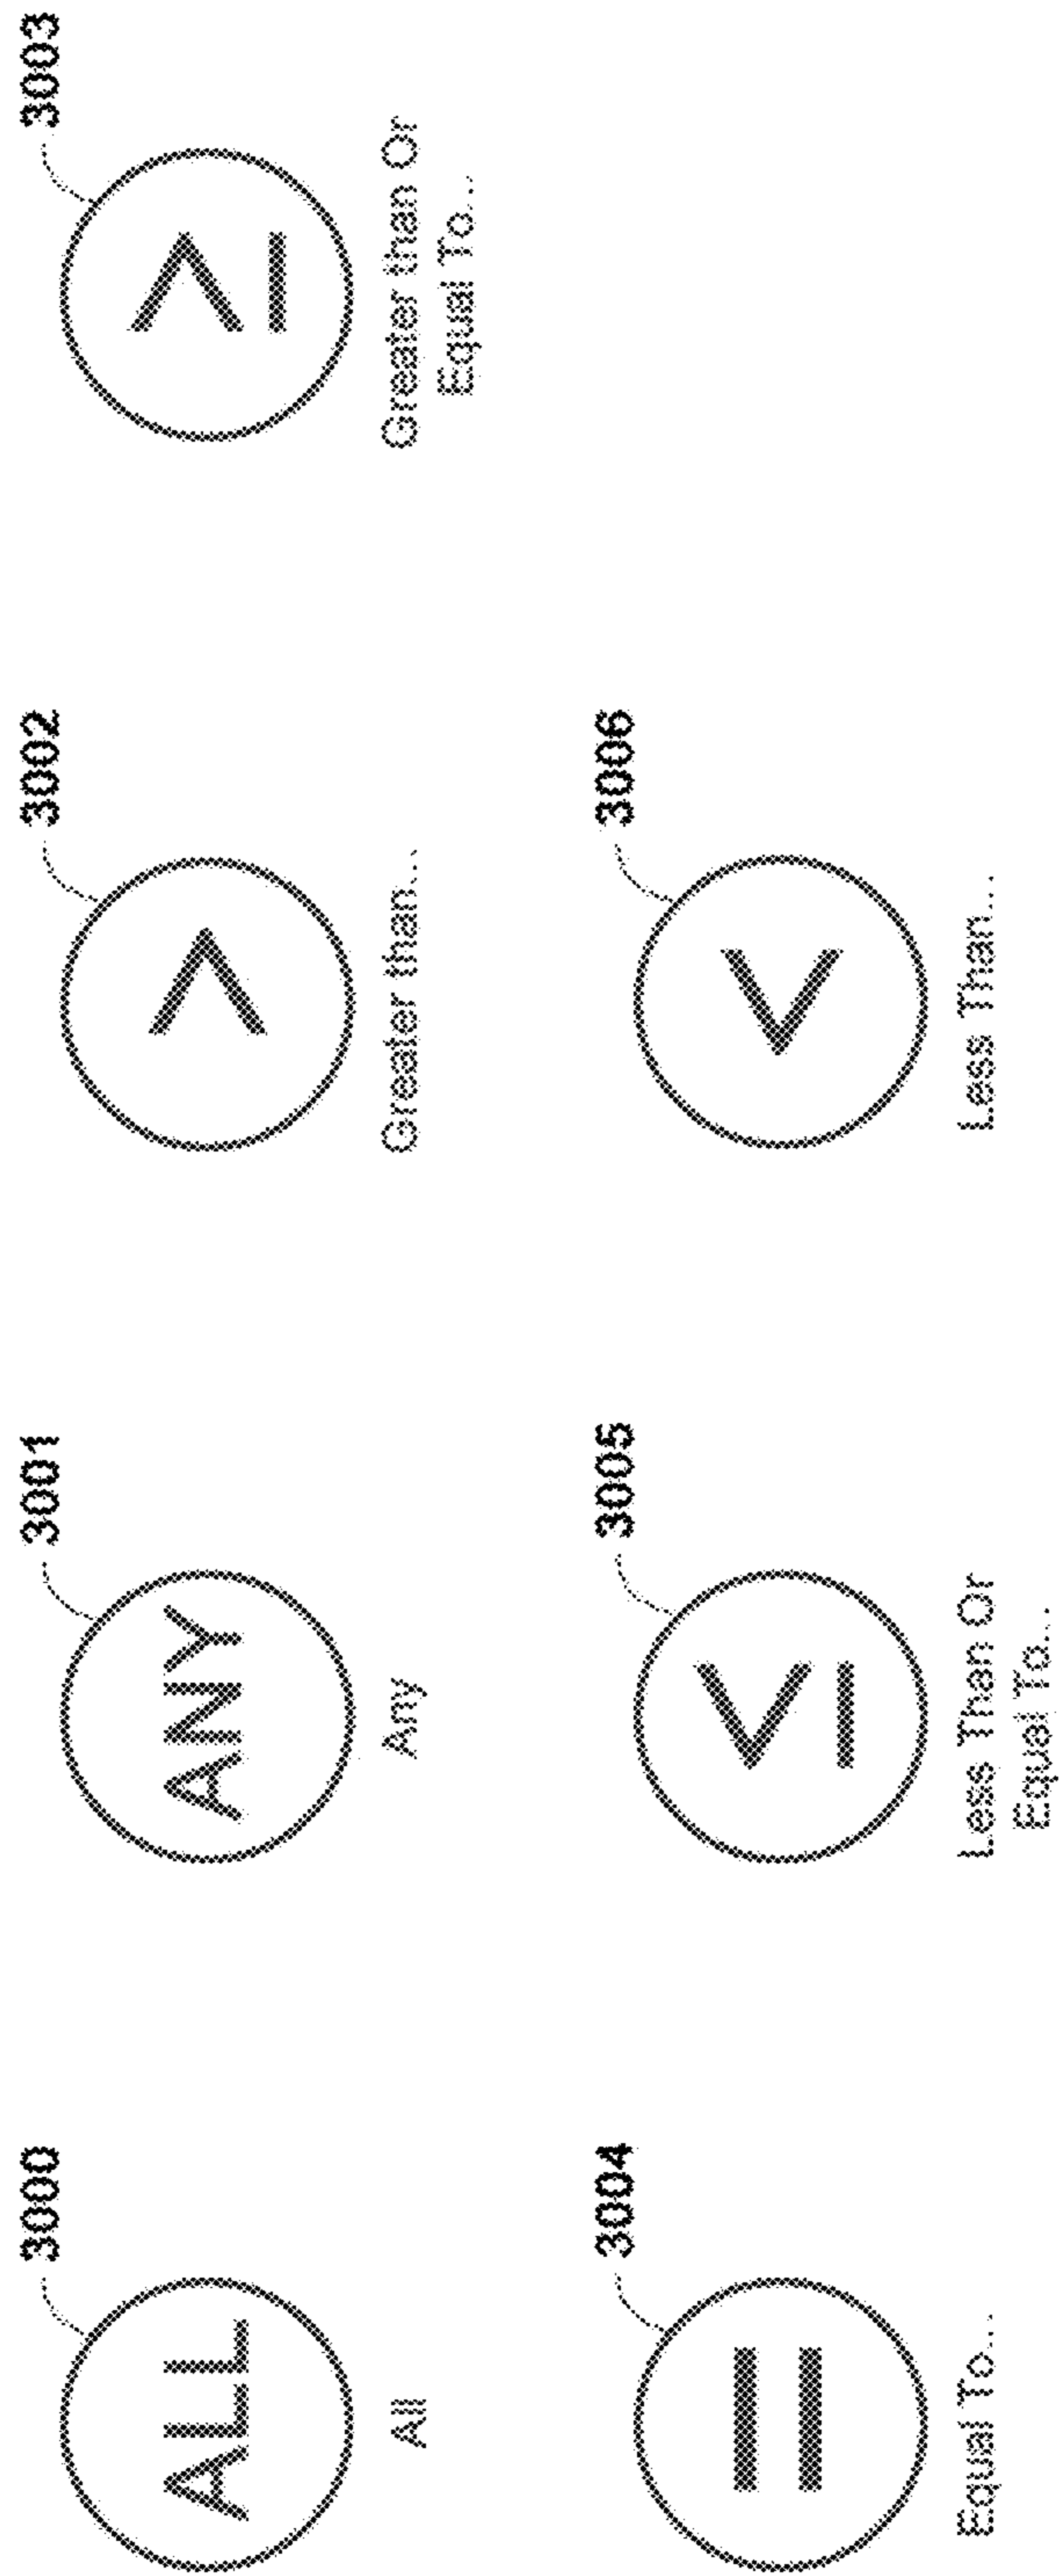 3000
ALL
All
3001
ANY
Any
3002
>
Greater than...
3003
≥
Greater than Or
Equal To...
3004
=
Equal To...
3005
≤
Less Than Or
Equal To...
3006
<
Less Than...